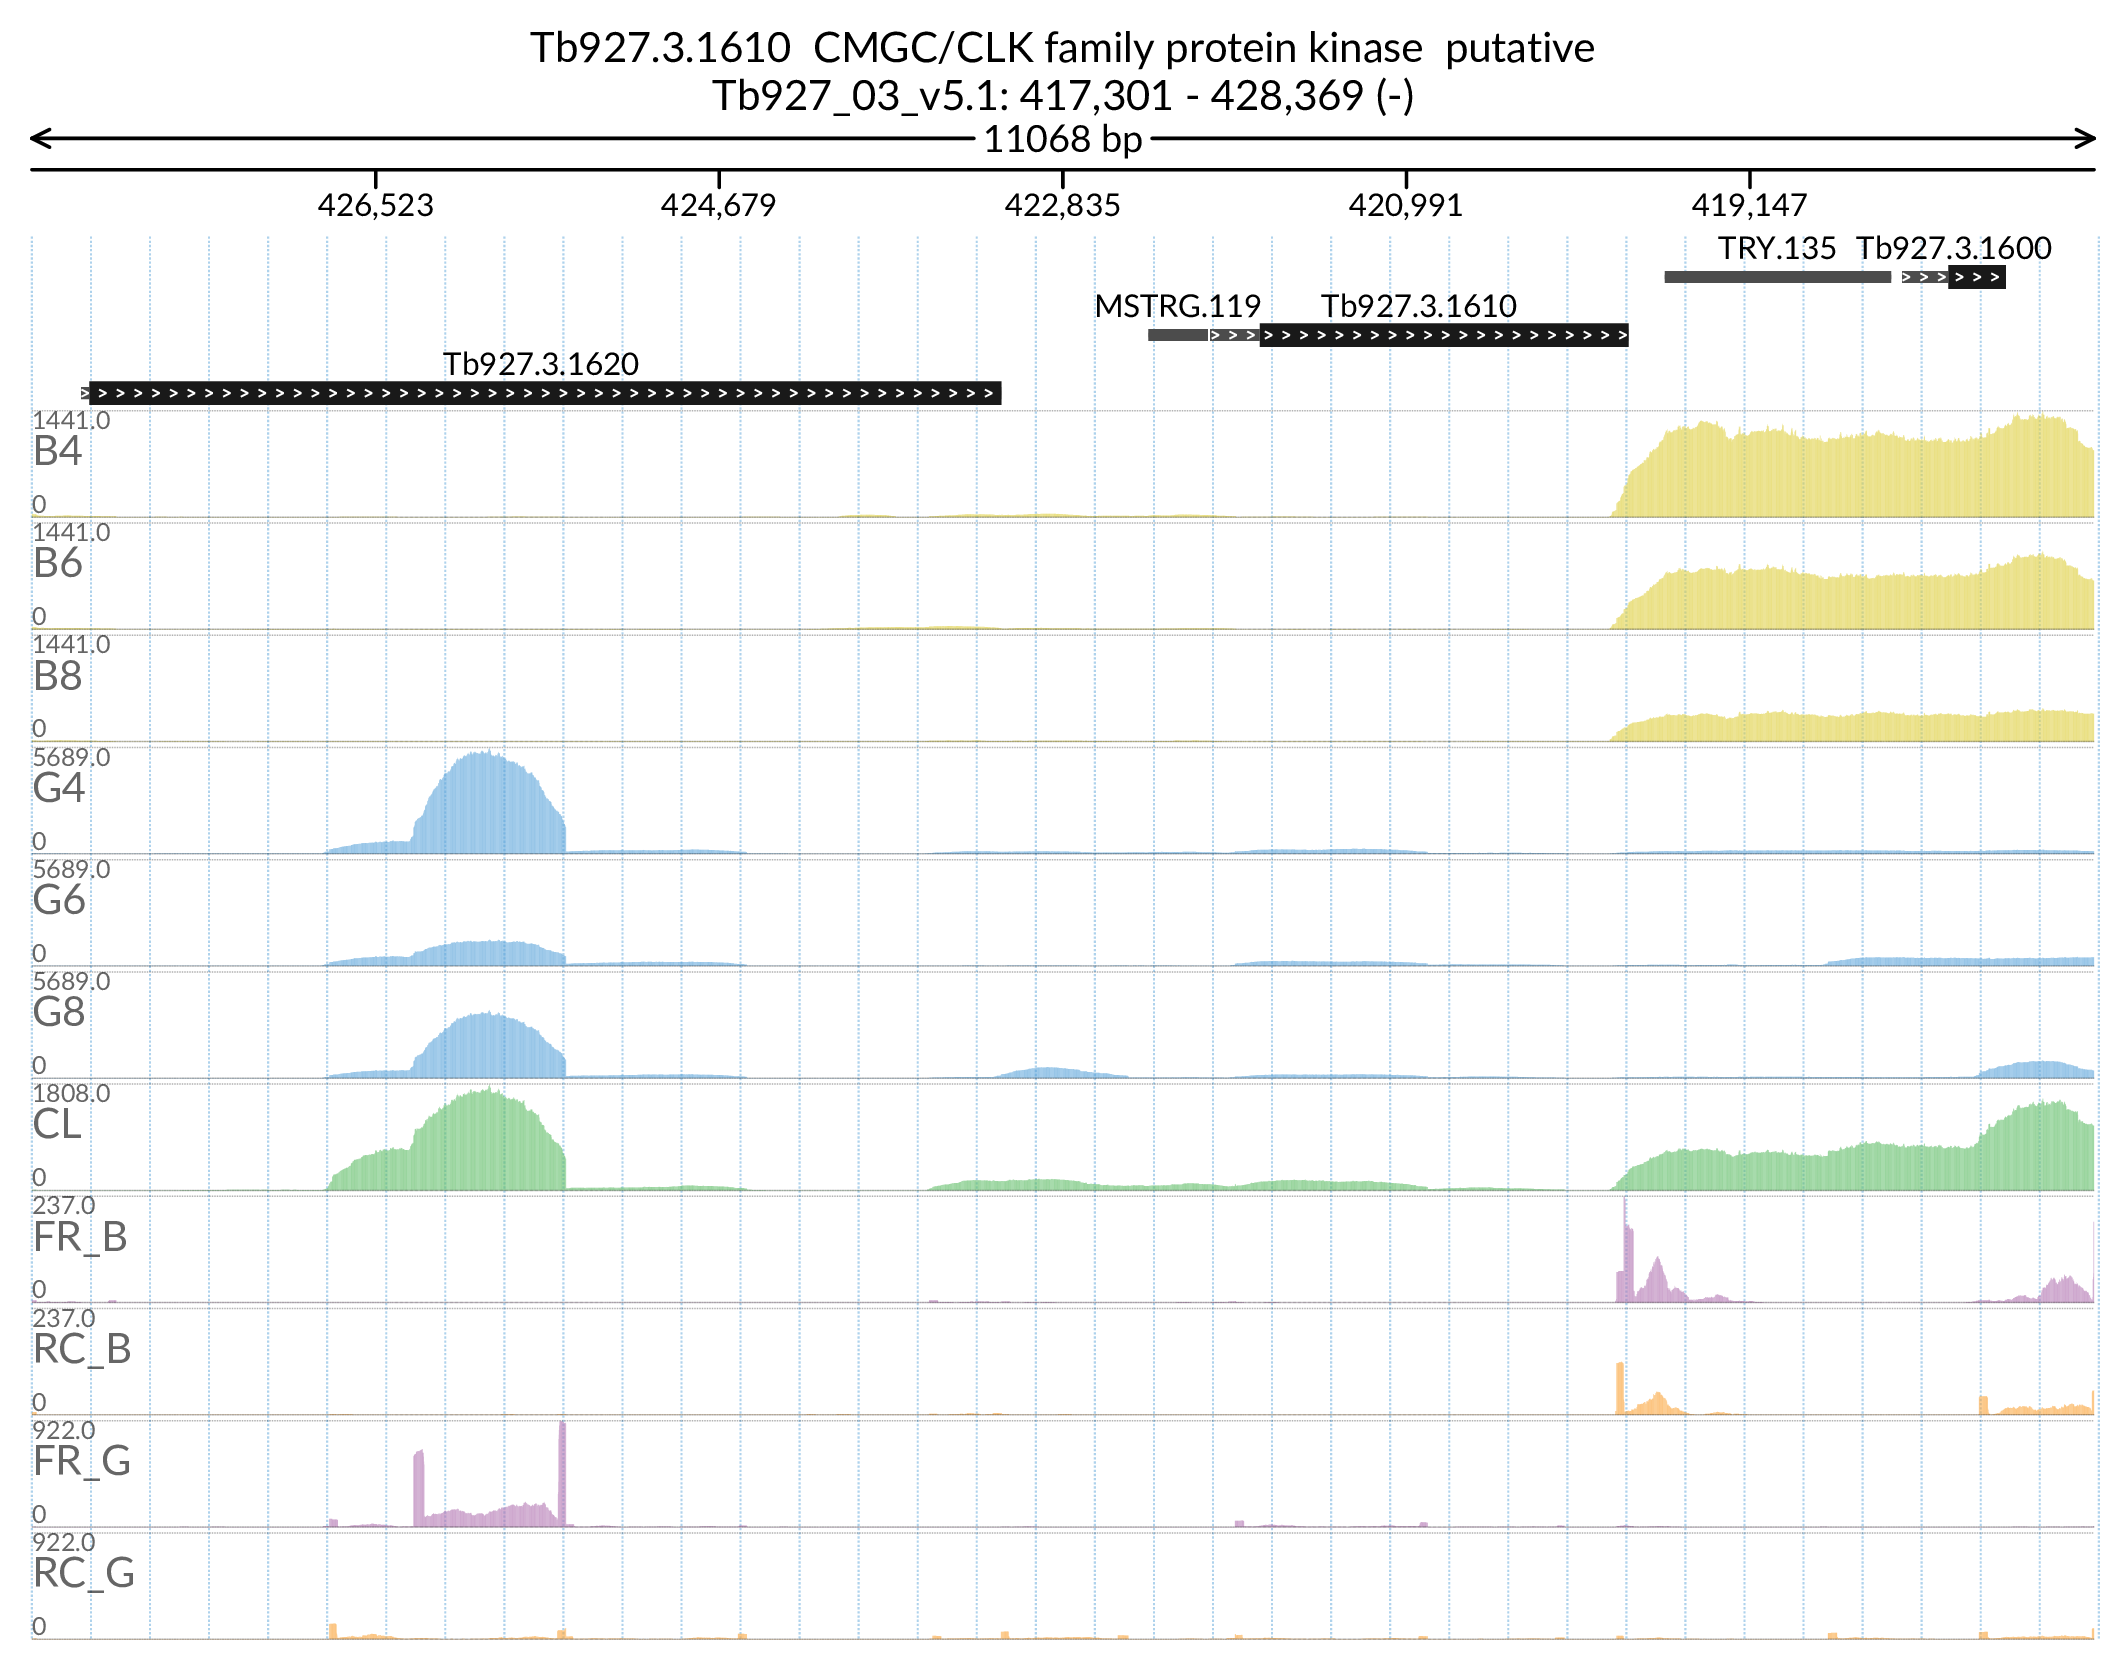 Tb927.3.1610  CMGC/CLK family protein kinase  putative
Tb927_03_v5.1: 417,301 - 428,369 (-)
11068 bp
426,523 424,679 422,835 420,991 419,147
TRY.135 Tb927.3.1600
MSTRG.119 Tb927.3.1610
Tb927.3.1620
1441.0
B4
0
1441.0
B6
0
1441.0
B8
0
5689.0
G4
0
5689.0
G6
0
5689.0
G8
0
1808.0
CL
0
237.0
FR_B
0
237.0
RC_B
0
922.0
FR_G
0
922.0
RC_G
0